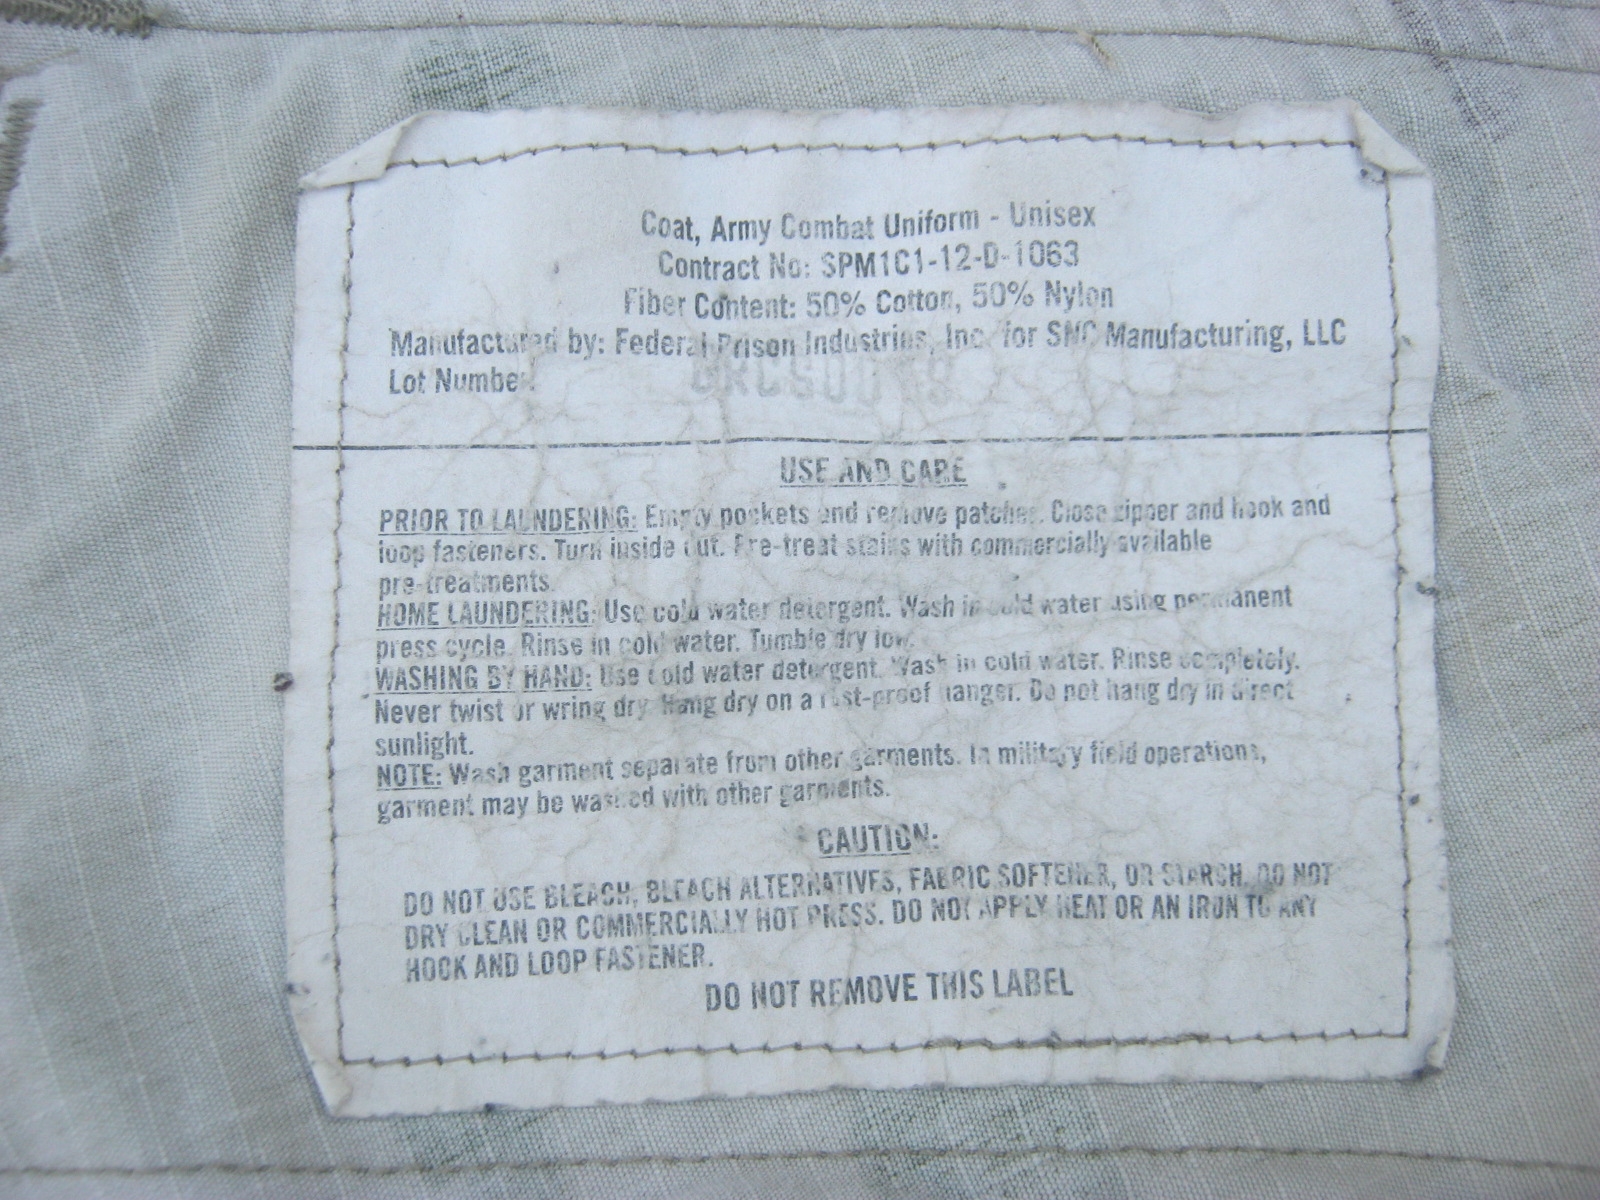 Coat, Army Combat Uniform - Unisex
Contract No: SPM1C1-12-D-1063
Fiber Content: 50% Cotton, 50% Nylon
Manufactured by: Federal Prison Industries, Inc. for SNC Manufacturing, LLC
Lot Number
USE AND CARE
PRIOR TO LAUNDERING: Empty pockets and remove patches. Close zipper and hook and
loop fasteners. Turn inside out. Pre-treat stains with commercially available
pre-treatments.
HOME LAUNDERING: Use cold water detergent. Wash in cold water using permanent
press cycle. Rinse in cold water. Tumble dry low.
WASHING BY HAND: Use cold water detergent. Wash in cold water. Rinse completely.
Never twist or wring dry. Hang dry on a rust-proof hanger. Do not hang dry in direct
sunlight.
NOTE: Wash garment separate from other garments. In military field operations,
garment may be washed with other garments.
CAUTION:
DO NOT USE BLEACH, BLEACH ALTERNATIVES, FABRIC SOFTENER, OR STARCH. DO NOT
DRY CLEAN OR COMMERCIALLY HOT PRESS. DO NOT APPLY HEAT OR AN IRON TO ANY
HOOK AND LOOP FASTENER.
DO NOT REMOVE THIS LABEL